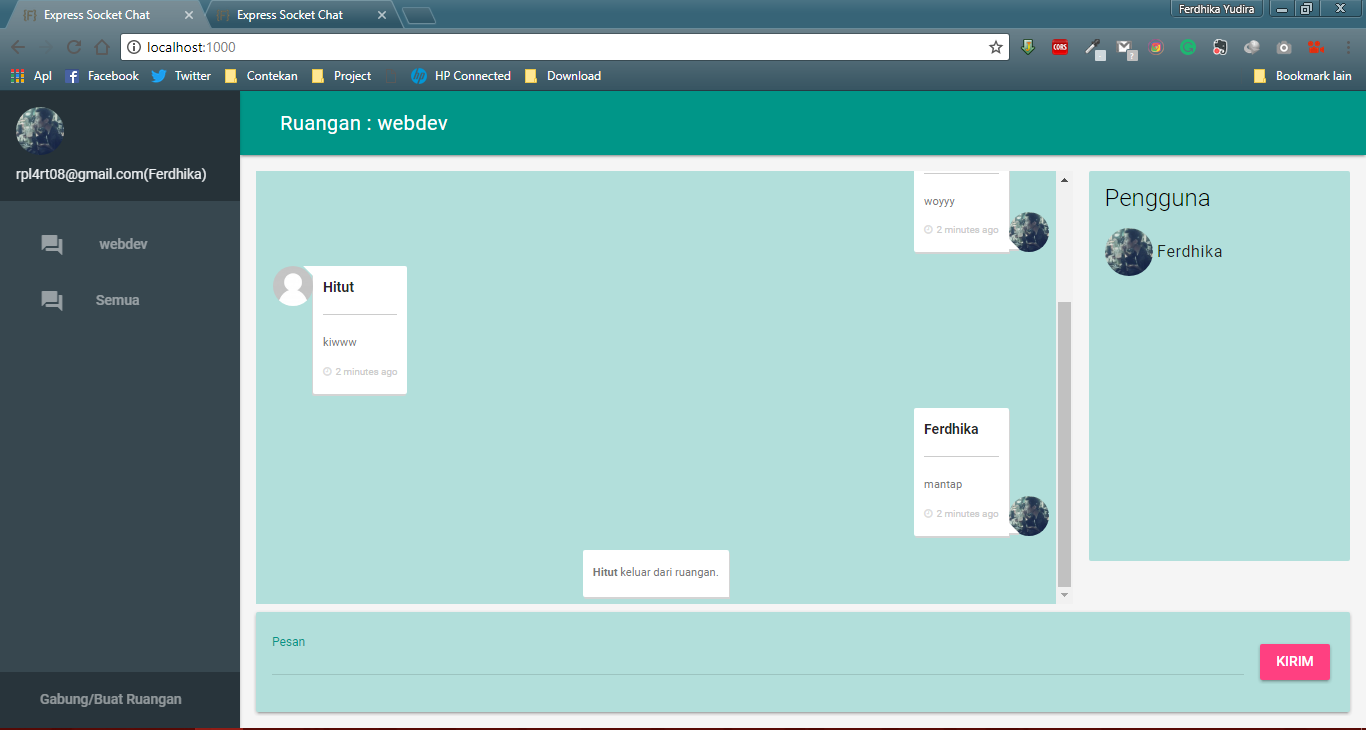 {F} Express Socket Chat
{F} Express Socket Chat
Ferdhika Yudira
localhost:1000
CORS
7
Apl Facebook Twitter Contekan Project HP Connected Download Bookmark lain
rpl4rt08@gmail.com(Ferdhika)
webdev
Semua
Gabung/Buat Ruangan
Ruangan : webdev
woyyy
2 minutes ago
Hitut
kiwww
2 minutes ago
Ferdhika
mantap
2 minutes ago
Hitut keluar dari ruangan.
Pengguna
Ferdhika
Pesan
KIRIM